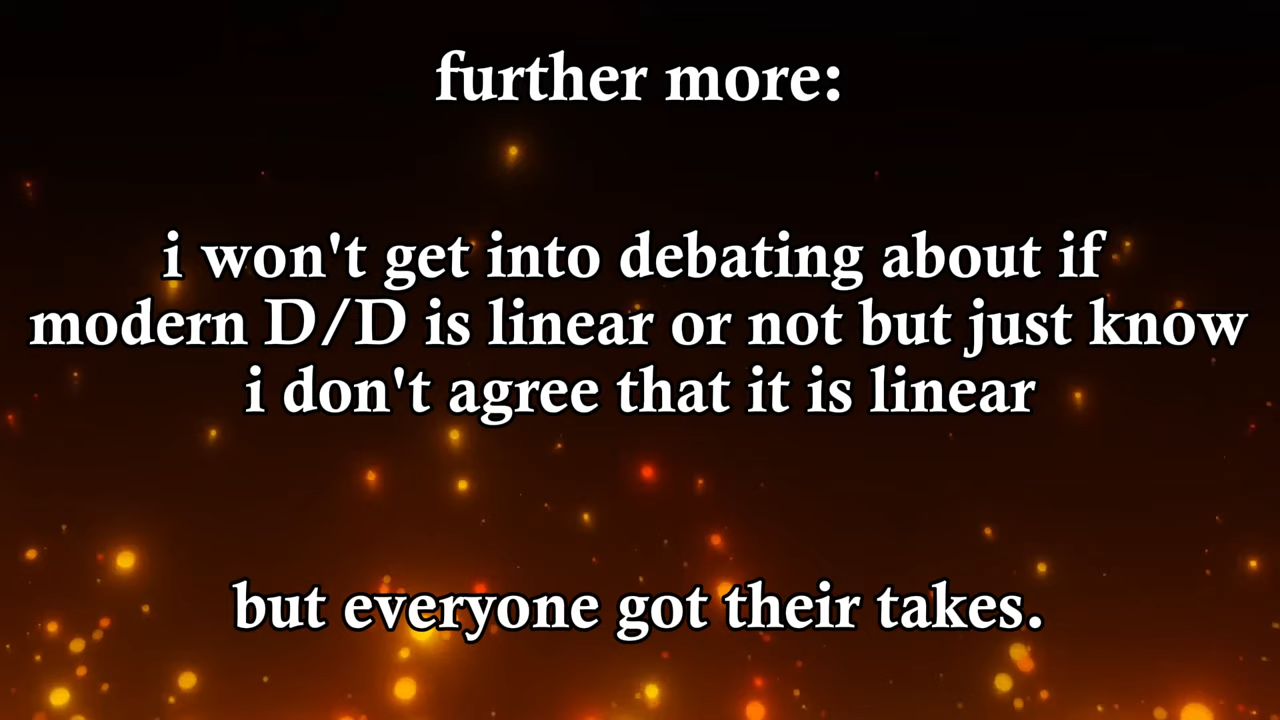 further more:
i won't get into debating about if
modern D/D is linear or not but just know
i don't agree that it is linear
but everyone got their takes.